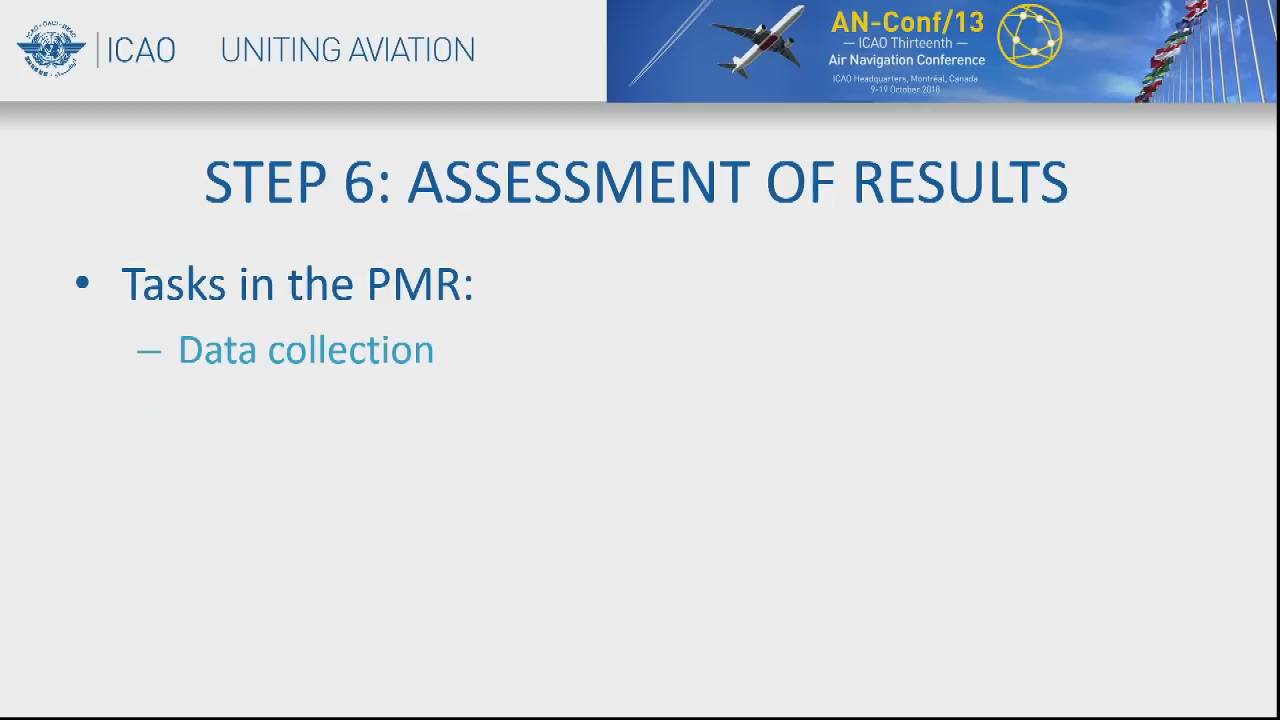 ICAO UNITING AVIATION
AN-Conf/13
— ICAO Thirteenth —
Air Navigation Conference
ICAO Headquarters, Montréal, Canada
9-19 October 2018
STEP 6: ASSESSMENT OF RESULTS
• Tasks in the PMR:
– Data collection